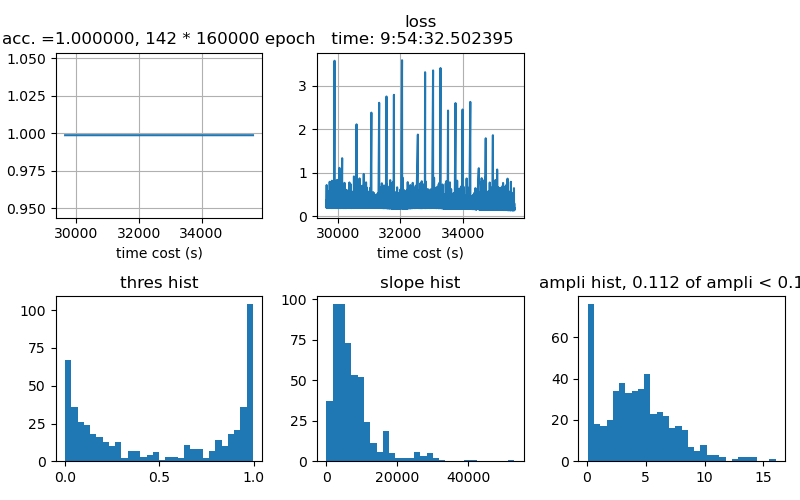 acc. =1.000000, 142 * 160000 epoch
1.050
1.025
1.000
0.975
0.950
30000 32000 34000
time cost (s)
loss
time: 9:54:32.502395
3
2
1
0
30000 32000 34000
time cost (s)
thres hist
100
75
50
25
0
0.0 0.5 1.0
slope hist
100
75
50
25
0
0 20000 40000
ampli hist, 0.112 of ampli < 0.1
60
40
20
0
0 5 10 15